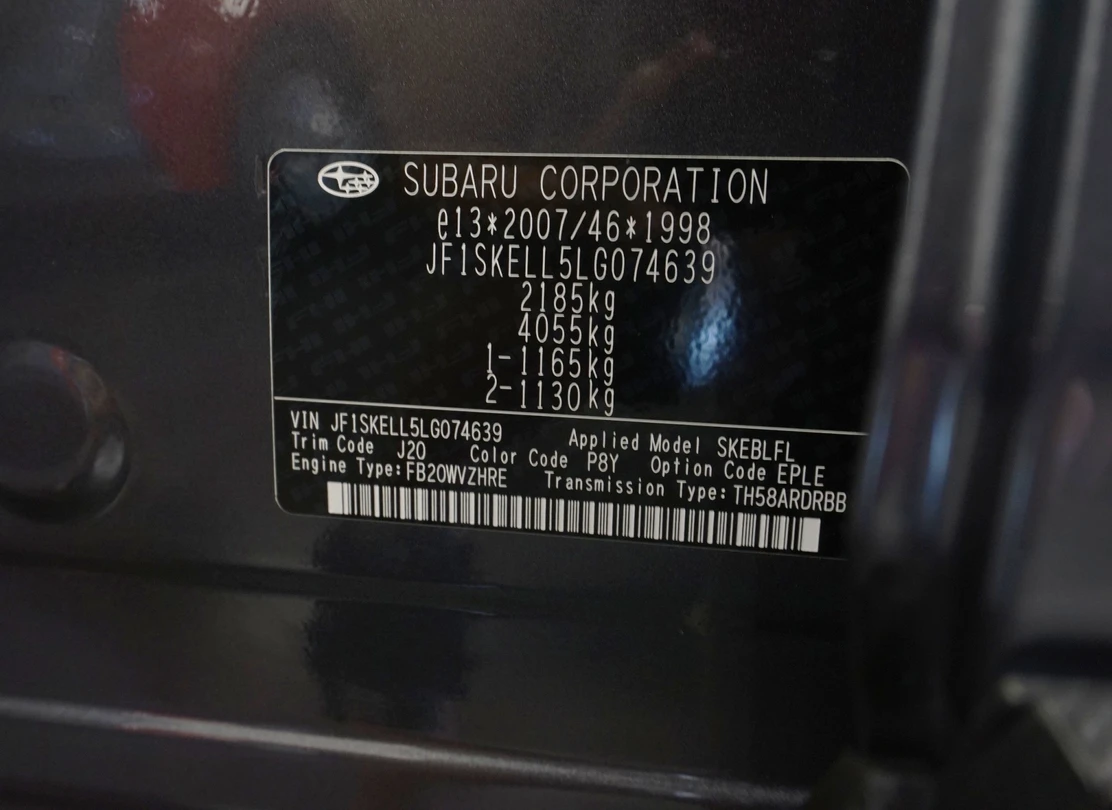 SUBARU CORPORATION
e13*2007/46*1998
JF1SKELL5LG074639
2185kg
4055kg
1-1165kg
2-1130kg
VIN JF1SKELL5LG074639 Applied Model SKEBLFL
Trim Code J20 Color Code P8Y Option Code EPLE
Engine Type:FB20WVZHRE Transmission Type:TH58ARDRBB